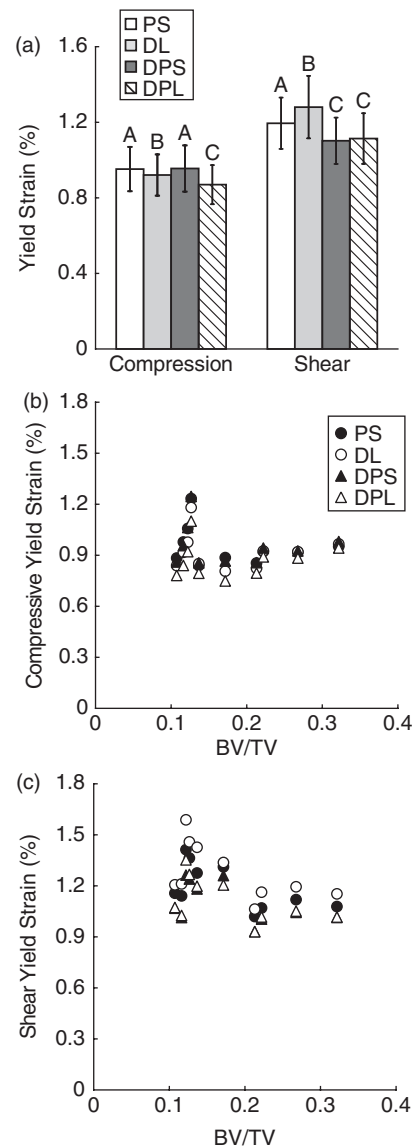 (a)
PS
DL
DPS
DPL
Yield Strain (%)
1.6
1.2
0.8
0.4
0
A B A C
A B C C
Compression Shear
(b)
Compressive Yield Strain (%)
1.8
1.5
1.2
0.9
0.6
0.3
0
PS
DL
DPS
DPL
0 0.1 0.2 0.3 0.4
BV/TV
(c)
Shear Yield Strain (%)
1.8
1.5
1.2
0.9
0.6
0.3
0
0 0.1 0.2 0.3 0.4
BV/TV